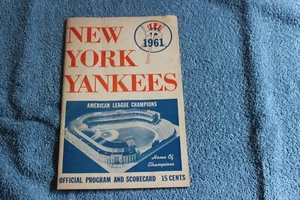 NEW
YORK
YANKEES
1961
AMERICAN LEAGUE CHAMPIONS
Home Of
Champions
OFFICIAL PROGRAM AND SCORECARD 15 CENTS